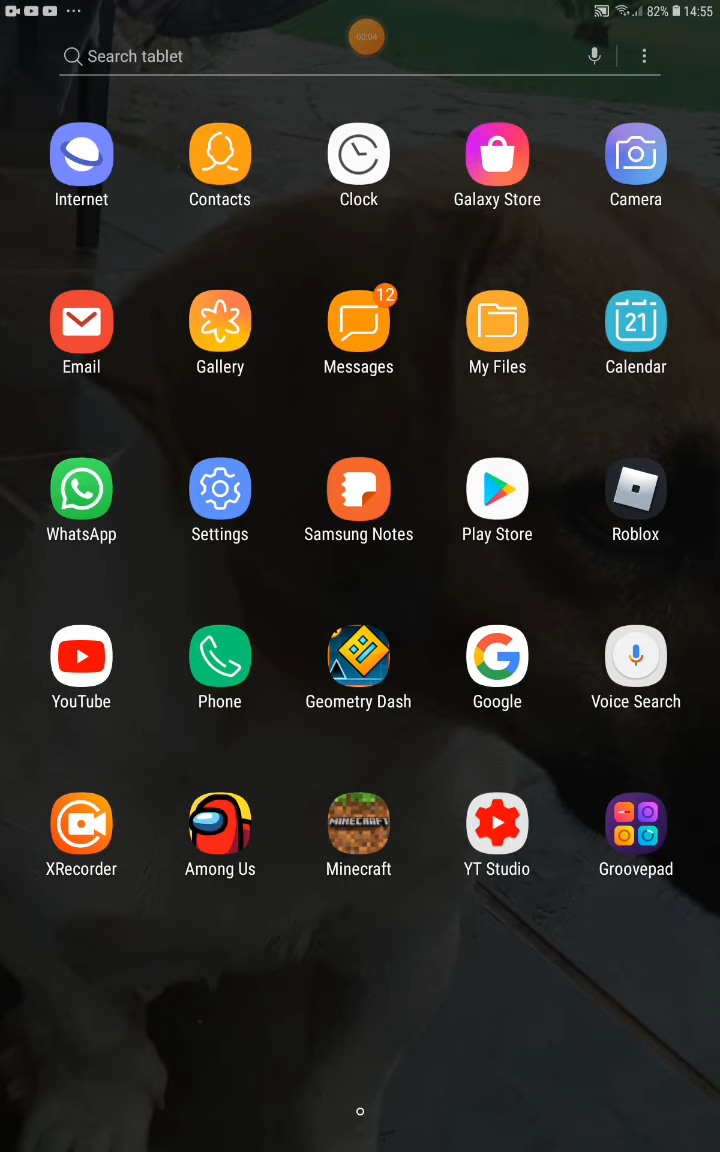 82% 14:55
00:04
Search tablet
Internet Contacts Clock Galaxy Store Camera
12
21
Email Gallery Messages My Files Calendar
WhatsApp Settings Samsung Notes Play Store Roblox
YouTube Phone Geometry Dash Google Voice Search
MINECRAFT
XRecorder Among Us Minecraft YT Studio Groovepad